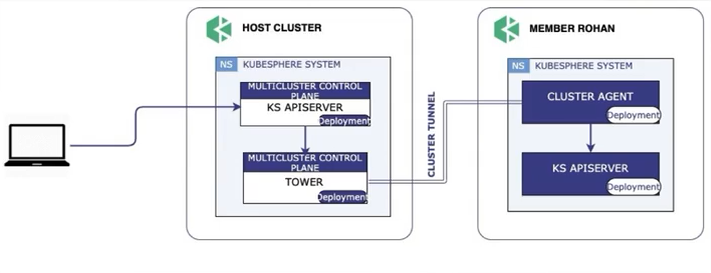 HOST CLUSTER
NS KUBESPHERE SYSTEM
MULTICLUSTER CONTROL
PLANE
KS APISERVER
Deployment
MULTICLUSTER CONTROL
PLANE
TOWER
Deployment
CLUSTER TUNNEL
MEMBER ROHAN
NS KUBESPHERE SYSTEM
CLUSTER AGENT
Deployment
KS APISERVER
Deployment